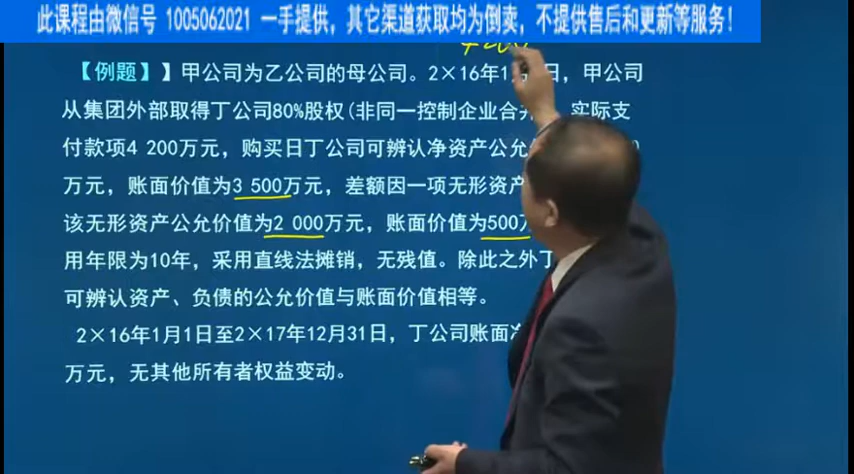 此课程由微信号 1005062021 一手提供，其它渠道获取均为倒卖，不提供售后和更新等服务！
【例题】】甲公司为乙公司的母公司。2×16年1 日，甲公司
从集团外部取得丁公司80%股权(非同一控制企业合 实际支
付款项4 200万元，购买日丁公司可辨认净资产公允
万元，账面价值为3 500万元，差额因一项无形资产
该无形资产公允价值为2 000万元，账面价值为500万
用年限为10年，采用直线法摊销，无残值。除此之外丁
可辨认资产、负债的公允价值与账面价值相等。
2×16年1月1日至2×17年12月31日，丁公司账面净
万元，无其他所有者权益变动。